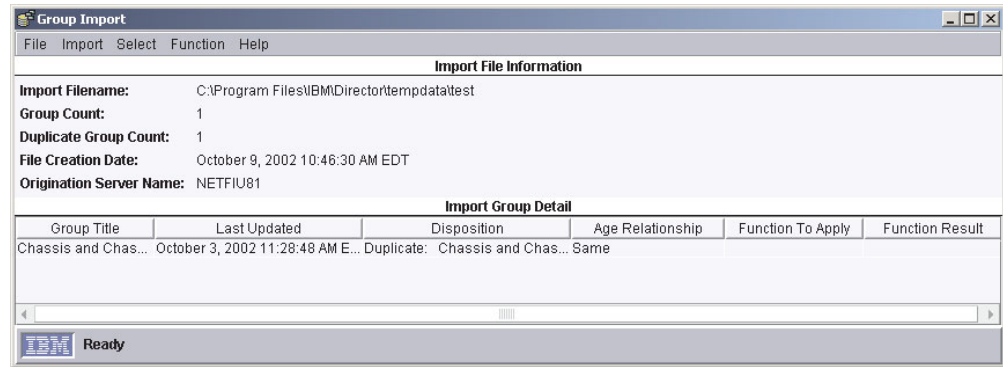 Group Import
File Import Select Function Help
Import File Information
Import Filename: C:\Program Files\IBM\Director\tempdata\test
Group Count: 1
Duplicate Group Count: 1
File Creation Date: October 9, 2002 10:46:30 AM EDT
Origination Server Name: NETFIU81
Import Group Detail
Group Title Last Updated Disposition Age Relationship Function To Apply Function Result
Chassis and Chas... October 3, 2002 11:28:48 AM E... Duplicate: Chassis and Chas... Same
IBM Ready